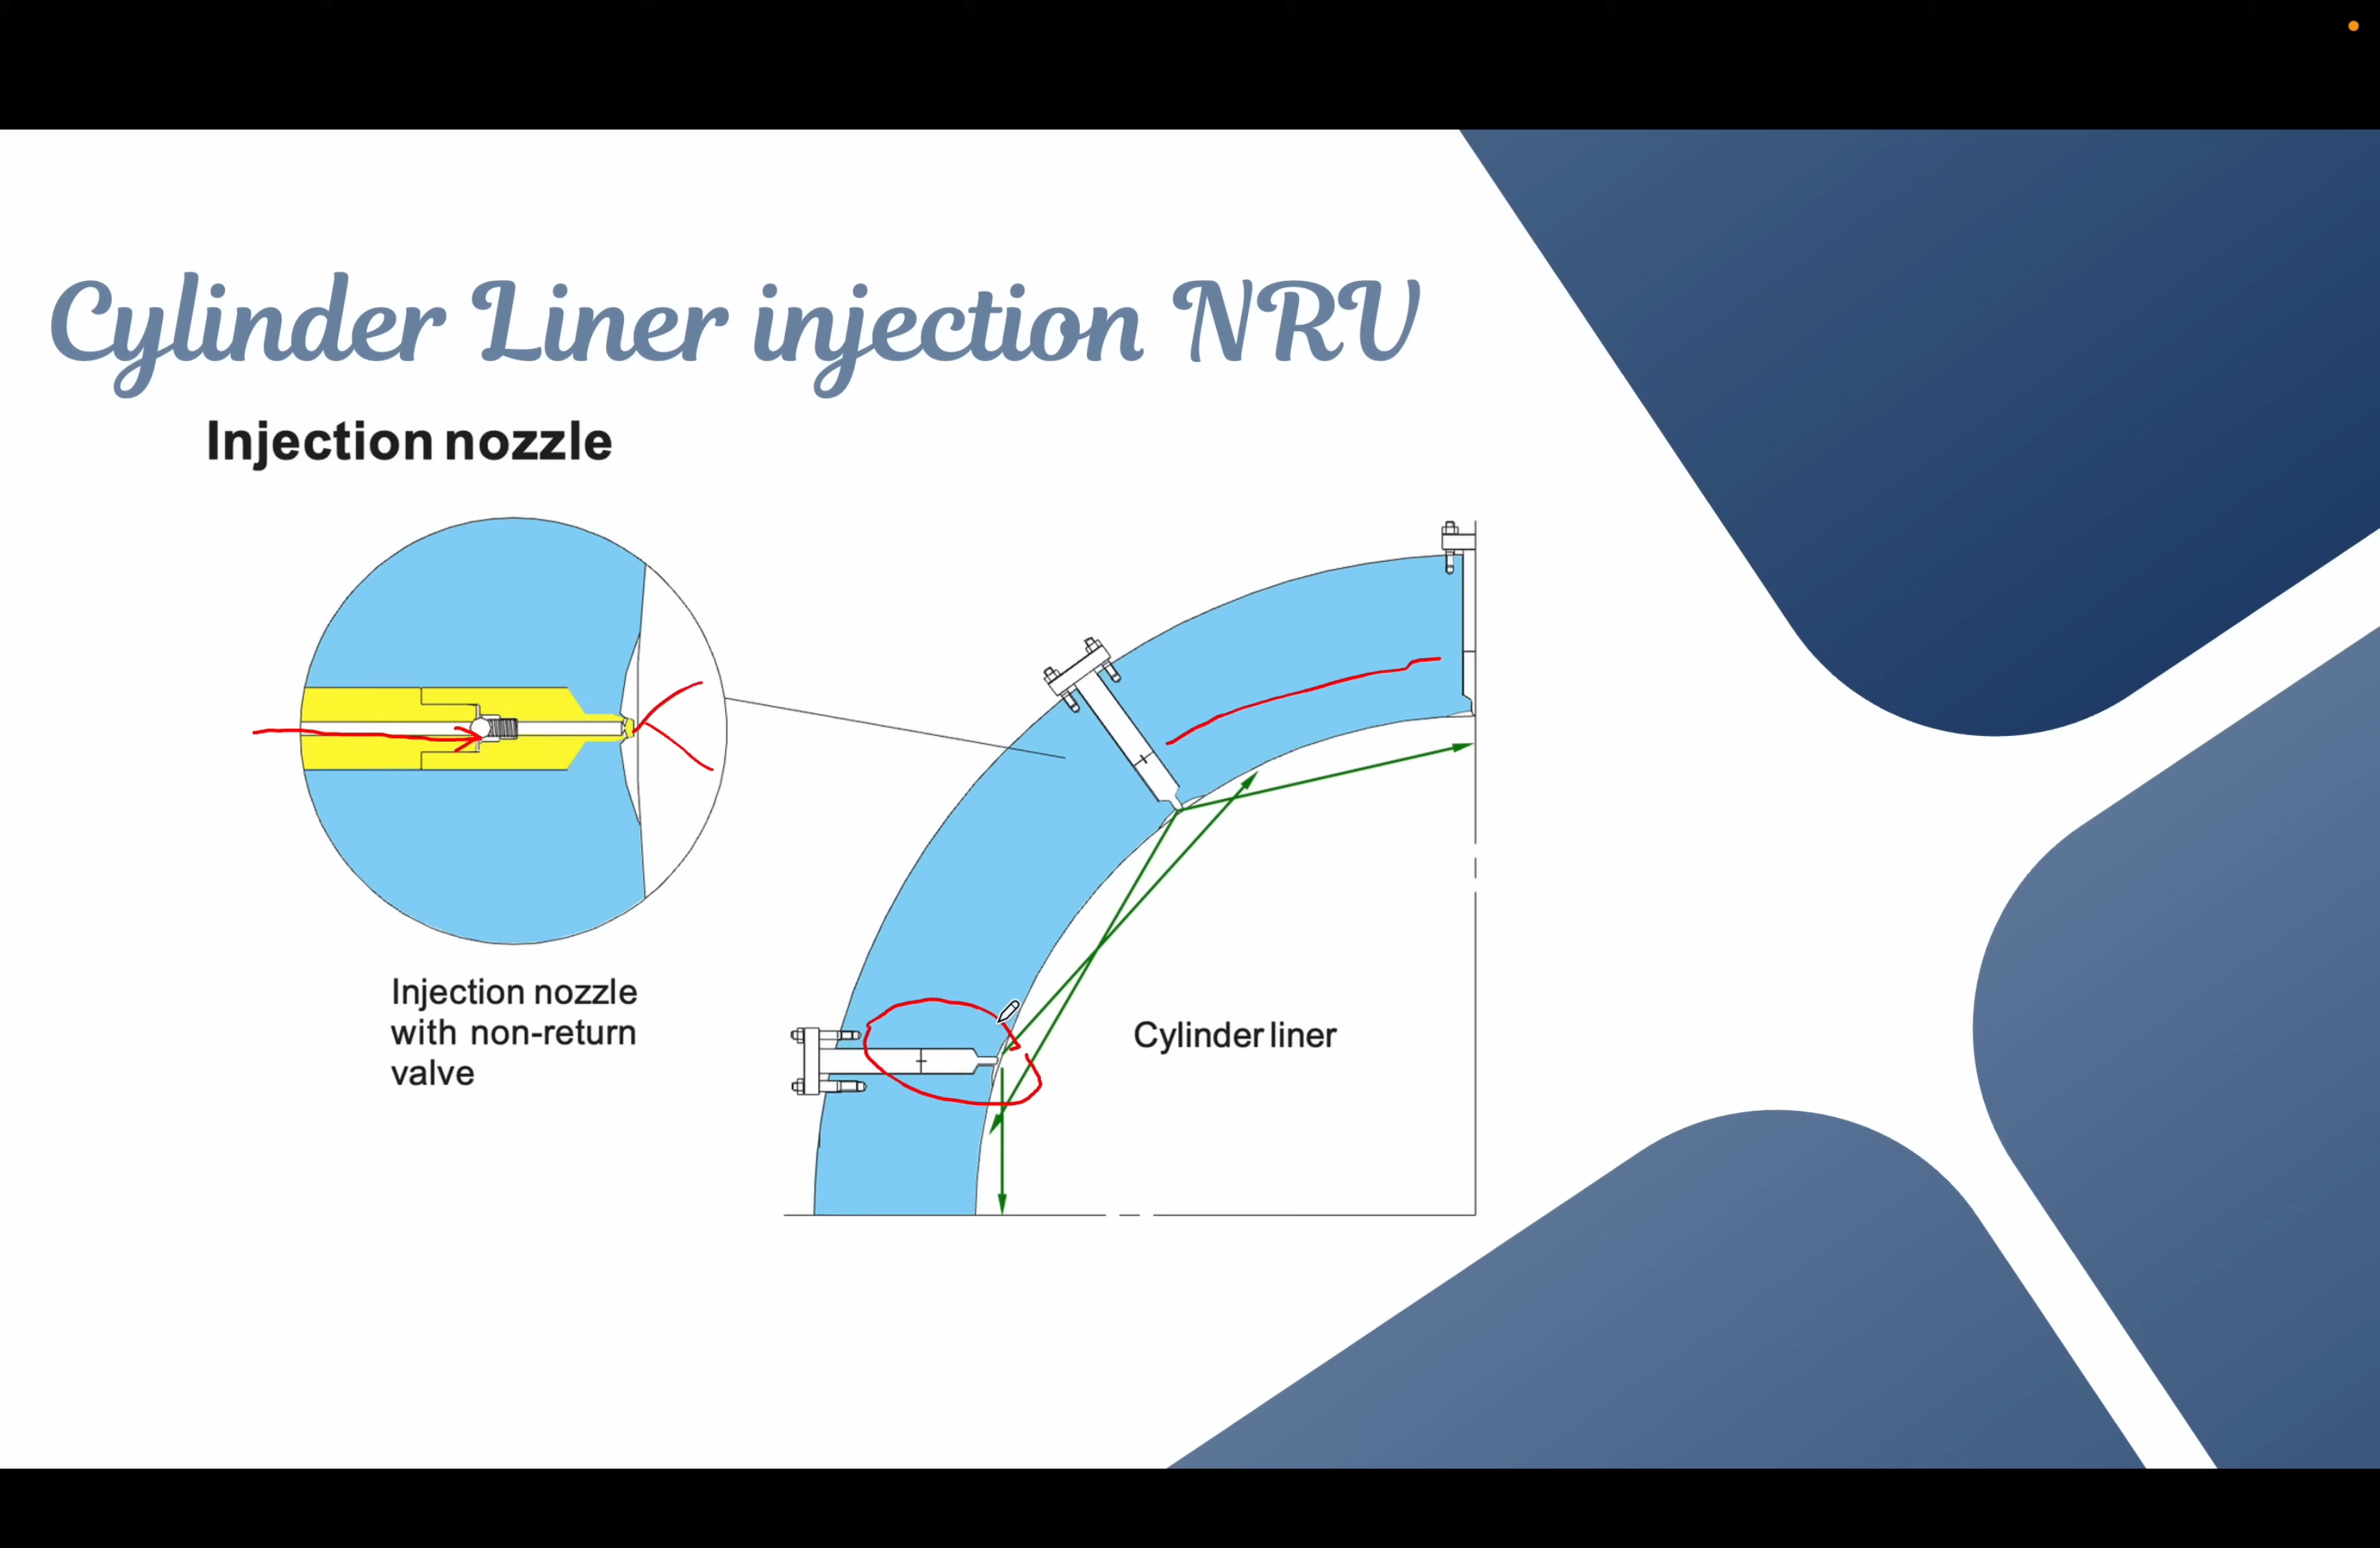 Cylinder Liner injection NRV
Injection nozzle
Injection nozzle
with non-return
valve
Cylinder liner